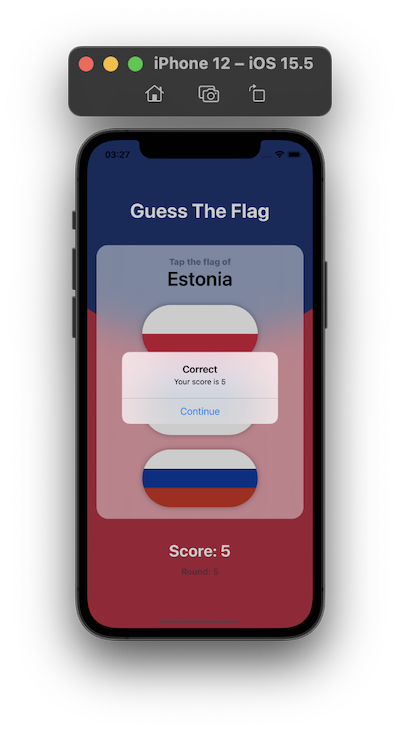 iPhone 12 – iOS 15.5
03:27
Guess The Flag
Tap the flag of
Estonia
Correct
Your score is 5
Continue
Score: 5
Round: 5